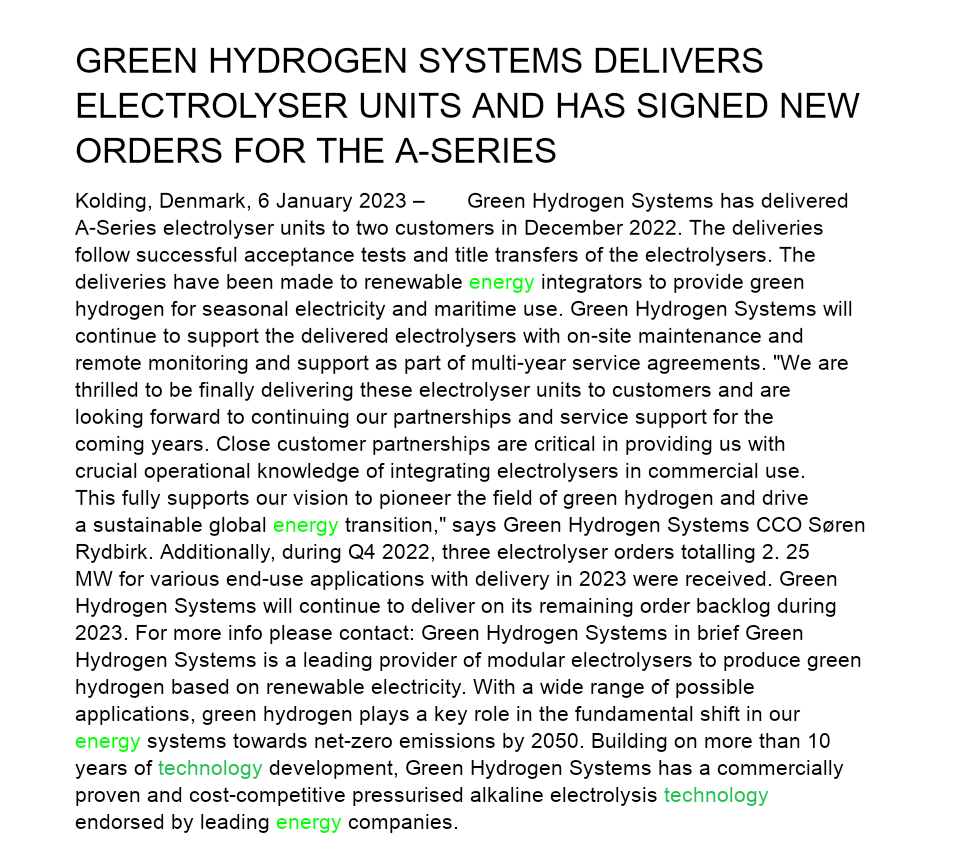 GREEN HYDROGEN SYSTEMS DELIVERS
ELECTROLYSER UNITS AND HAS SIGNED NEW
ORDERS FOR THE A-SERIES
Kolding, Denmark, 6 January 2023 – Green Hydrogen Systems has delivered
A-Series electrolyser units to two customers in December 2022. The deliveries
follow successful acceptance tests and title transfers of the electrolysers. The
deliveries have been made to renewable energy integrators to provide green
hydrogen for seasonal electricity and maritime use. Green Hydrogen Systems will
continue to support the delivered electrolysers with on-site maintenance and
remote monitoring and support as part of multi-year service agreements. "We are
thrilled to be finally delivering these electrolyser units to customers and are
looking forward to continuing our partnerships and service support for the
coming years. Close customer partnerships are critical in providing us with
crucial operational knowledge of integrating electrolysers in commercial use.
This fully supports our vision to pioneer the field of green hydrogen and drive
a sustainable global energy transition," says Green Hydrogen Systems CCO Søren
Rydbirk. Additionally, during Q4 2022, three electrolyser orders totalling 2. 25
MW for various end-use applications with delivery in 2023 were received. Green
Hydrogen Systems will continue to deliver on its remaining order backlog during
2023. For more info please contact: Green Hydrogen Systems in brief Green
Hydrogen Systems is a leading provider of modular electrolysers to produce green
hydrogen based on renewable electricity. With a wide range of possible
applications, green hydrogen plays a key role in the fundamental shift in our
energy systems towards net-zero emissions by 2050. Building on more than 10
years of technology development, Green Hydrogen Systems has a commercially
proven and cost-competitive pressurised alkaline electrolysis technology
endorsed by leading energy companies.